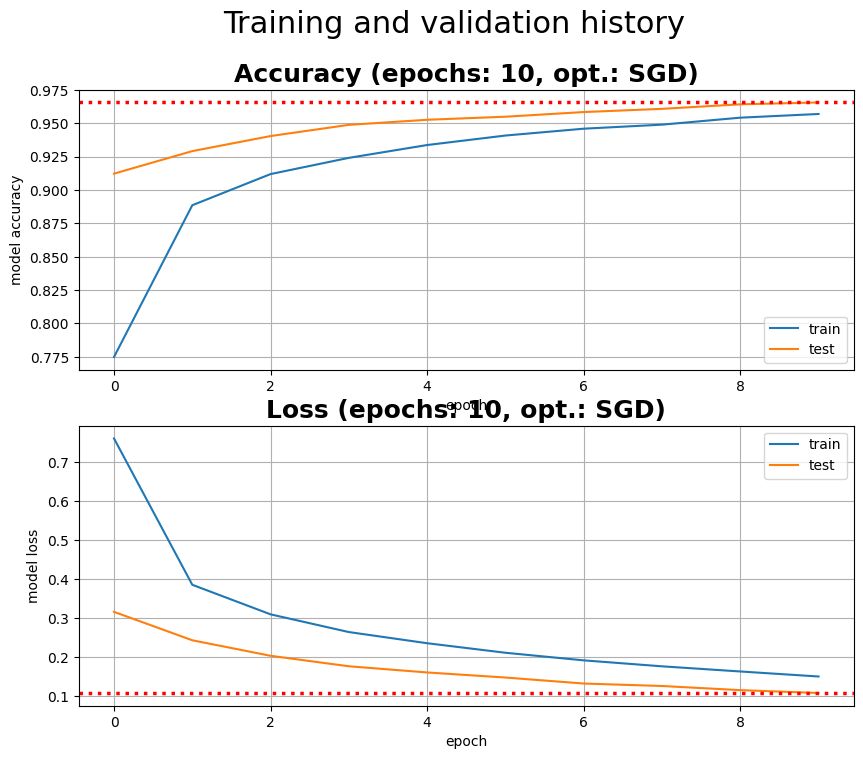 Training and validation history
Accuracy (epochs: 10, opt.: SGD)
0.975
0.950
0.925
0.900
0.875
0.850
0.825
0.800
0.775
model accuracy
train
test
0 2 4 6 8
epoch
Loss (epochs: 10, opt.: SGD)
0.7
0.6
0.5
0.4
0.3
0.2
0.1
model loss
train
test
0 2 4 6 8
epoch